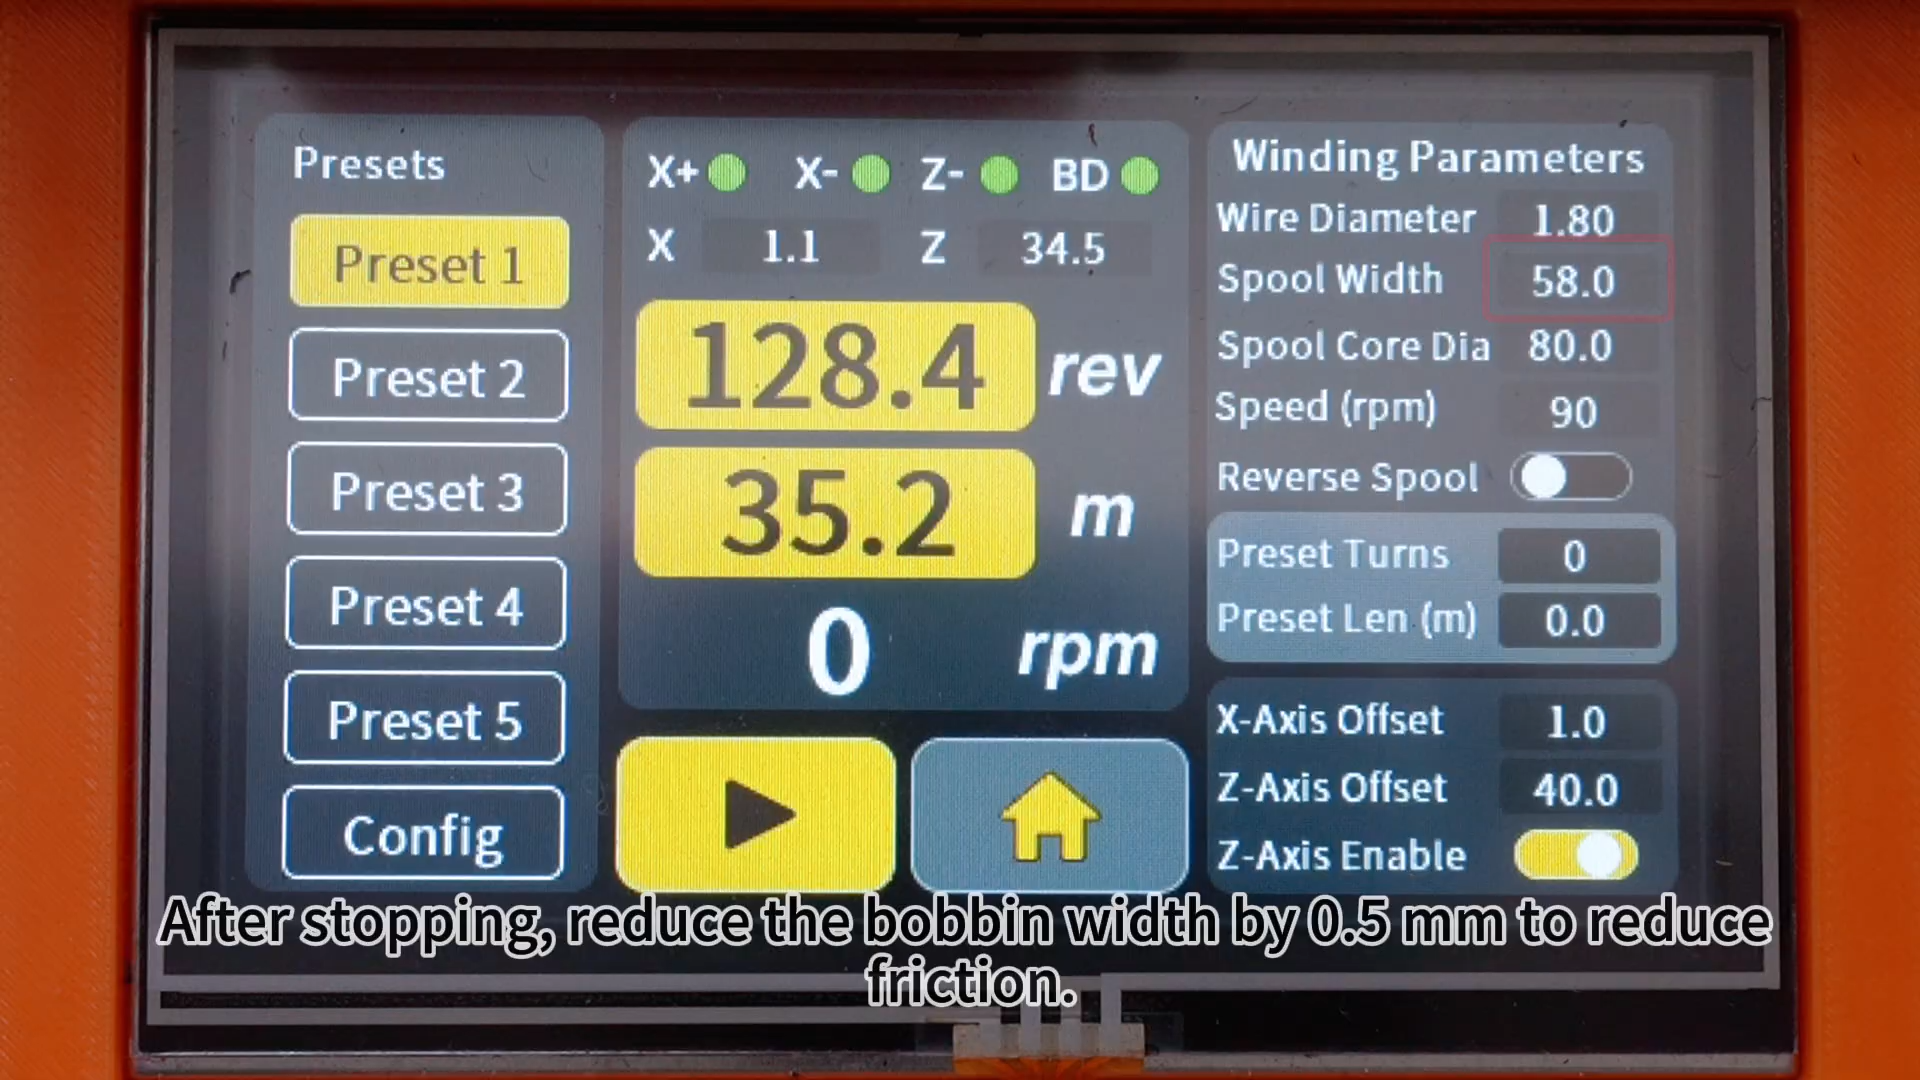 Presets
Preset 1
Preset 2
Preset 3
Preset 4
Preset 5
Config
X+ X- Z- BD
X 1.1 Z 34.5
128.4 rev
35.2 m
0 rpm
Winding Parameters
Wire Diameter 1.80
Spool Width 58.0
Spool Core Dia 80.0
Speed (rpm) 90
Reverse Spool
Preset Turns 0
Preset Len (m) 0.0
X-Axis Offset 1.0
Z-Axis Offset 40.0
Z-Axis Enable
After stopping, reduce the bobbin width by 0.5 mm to reduce
friction.